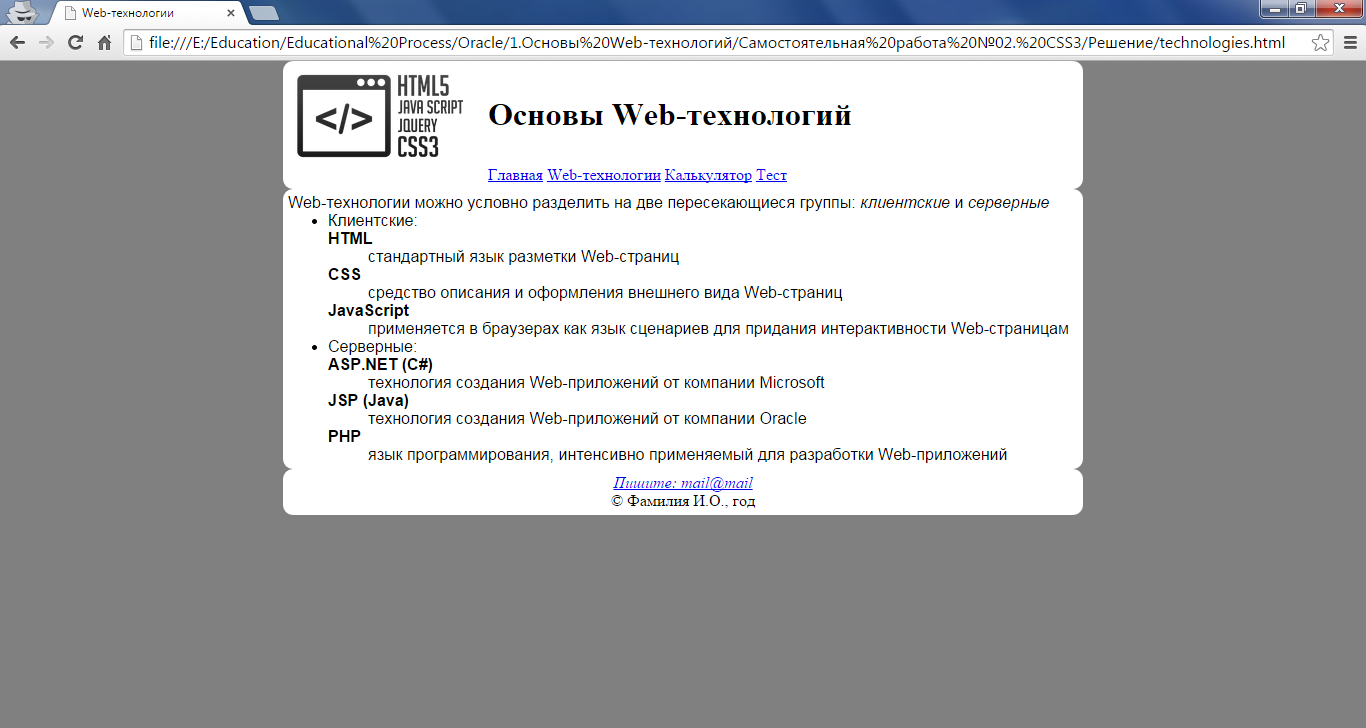 Web-технологии
file:///E:/Education/Educational%20Process/Oracle/1.Основы%20Web-технологий/Самостоятельная%20работа%20№02.%20CSS3/Решение/technologies.html
</>
HTML5
JAVA SCRIPT
JQUERY
CSS3
Основы Web-технологий
Главная Web-технологии Калькулятор Тест
Web-технологии можно условно разделить на две пересекающиеся группы: клиентские и серверные
• Клиентские:
HTML
стандартный язык разметки Web-страниц
CSS
средство описания и оформления внешнего вида Web-страниц
JavaScript
применяется в браузерах как язык сценариев для придания интерактивности Web-страницам
• Серверные:
ASP.NET (C#)
технология создания Web-приложений от компании Microsoft
JSP (Java)
технология создания Web-приложений от компании Oracle
PHP
язык программирования, интенсивно применяемый для разработки Web-приложений
Пишите: mail@mail
© Фамилия И.О., год